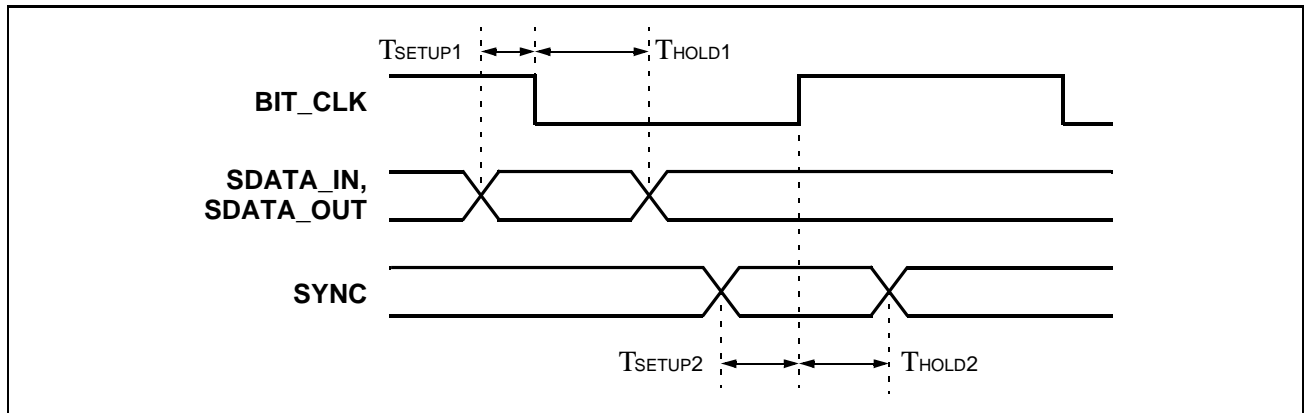 TSETUP1 THOLD1
BIT_CLK
SDATA_IN,
SDATA_OUT
SYNC
TSETUP2 THOLD2